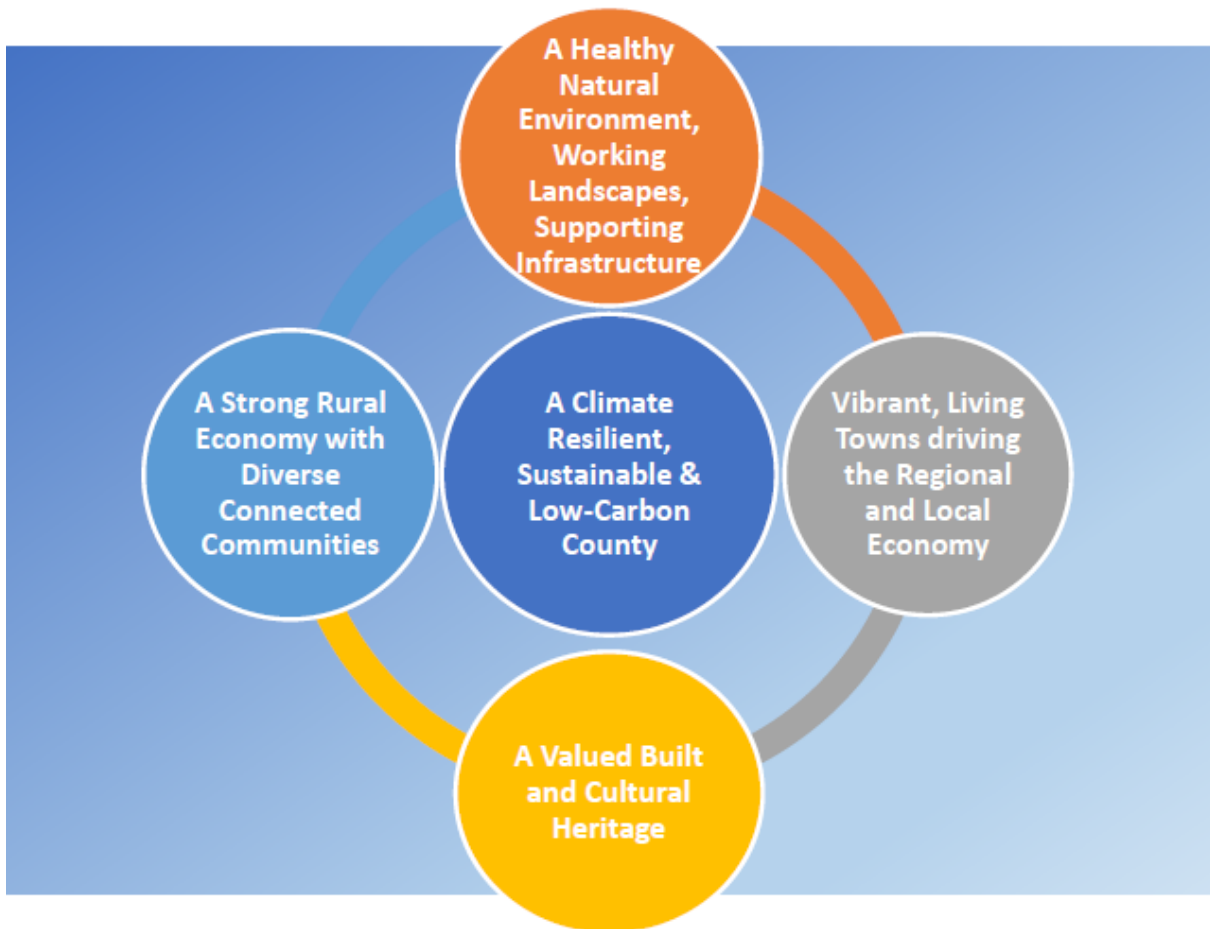 A Healthy
Natural
Environment,
Working
Landscapes,
Supporting
Infrastructure
A Strong Rural
Economy with
Diverse
Connected
Communities
A Climate
Resilient,
Sustainable &
Low-Carbon
County
Vibrant, Living
Towns driving
the Regional
and Local
Economy
A Valued Built
and Cultural
Heritage